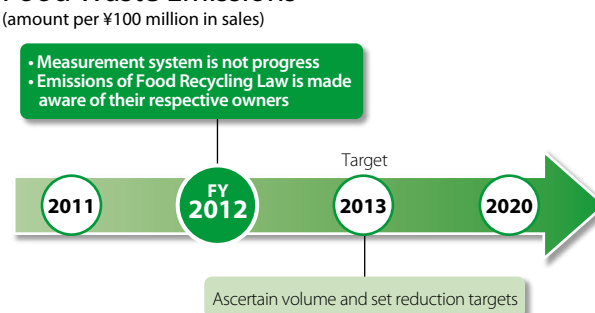 (amount per ¥100 million in sales)
• Measurement system is not progress
• Emissions of Food Recycling Law is made
aware of their respective owners
Target
2011
FY
2012
2013
2020
Ascertain volume and set reduction targets